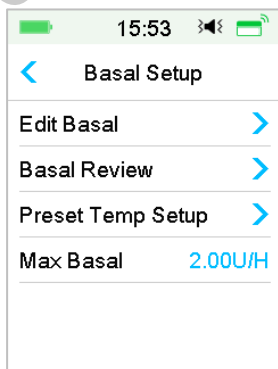 15:53
Basal Setup
Edit Basal
Basal Review
Preset Temp Setup
Max Basal 2.00U/H